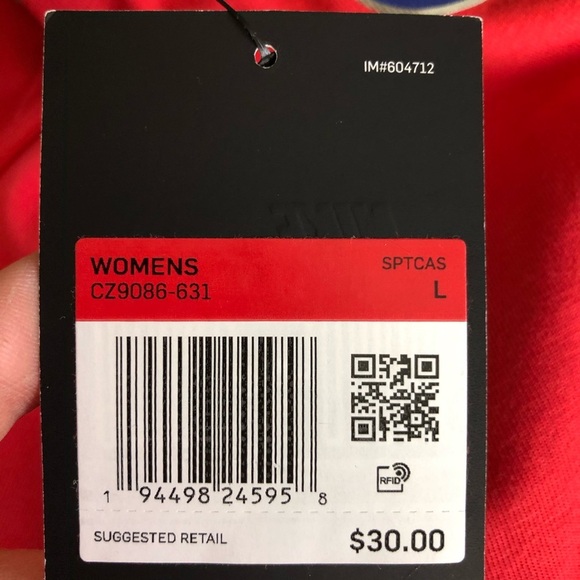 IM#604712
WOMENS SPTCAS
CZ9086-631 L
RFID
1 94498 24595 8
SUGGESTED RETAIL $30.00